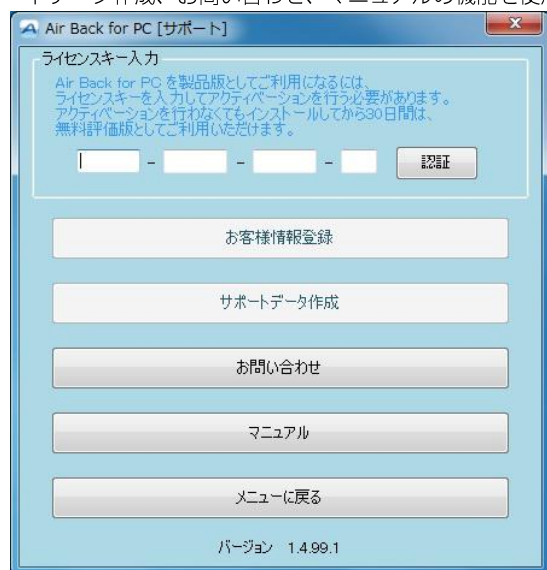 Air Back for PC [サポート]
ライセンスキー入力
Air Back for PC を製品版としてご利用になるには、
ライセンスキーを入力してアクティベーションを行う必要があります。
アクティベーションを行わなくてもインストールしてから30日間は、
無料評価版としてご利用いただけます。
- - - 認証
お客様情報登録
サポートデータ作成
お問い合わせ
マニュアル
メニューに戻る
バージョン 1.4.99.1